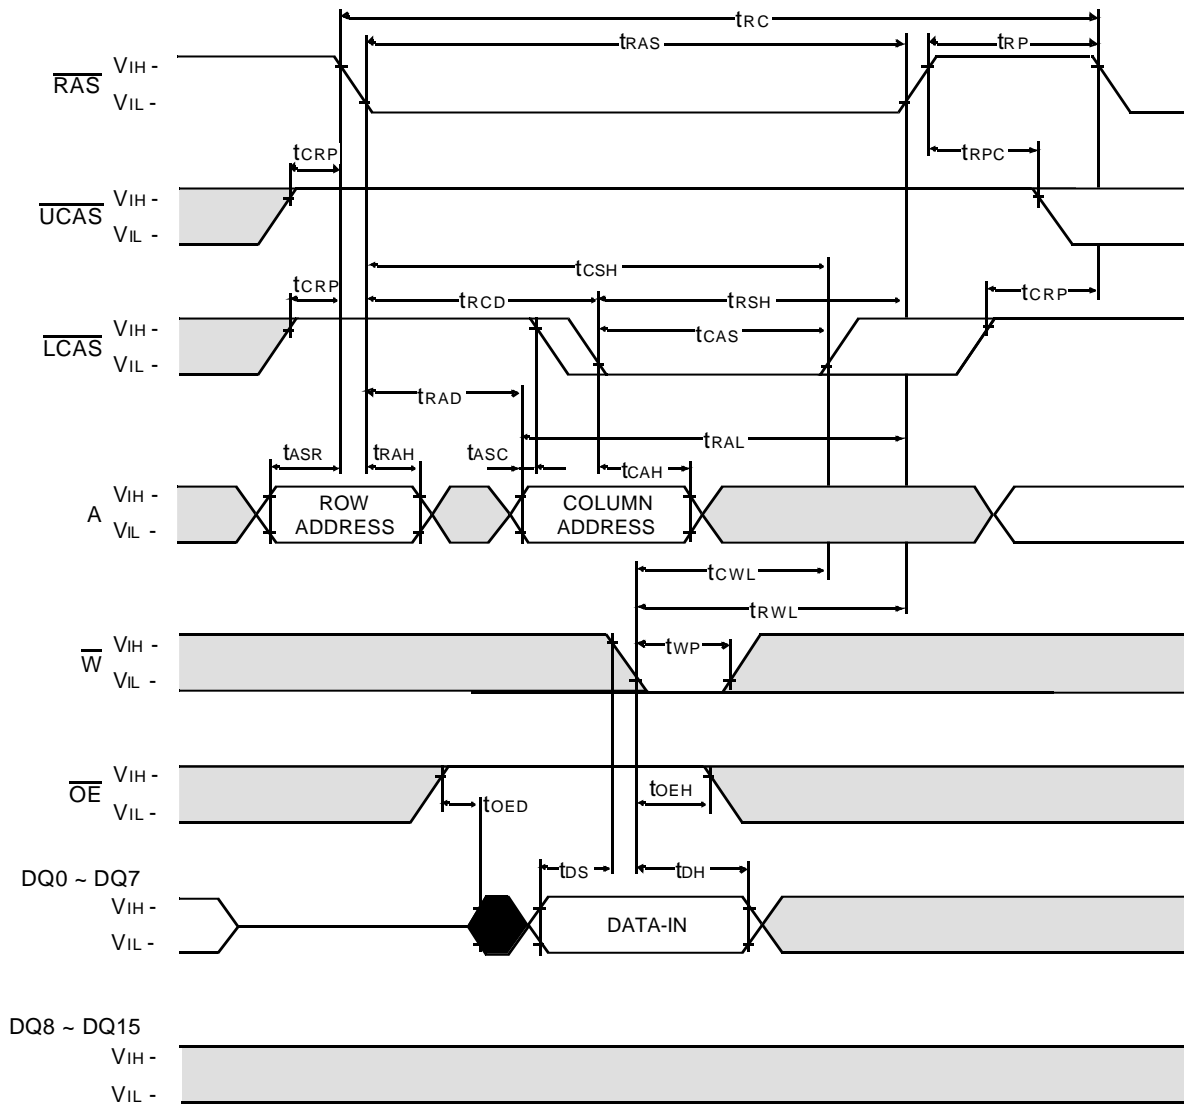 tRC
tRAS
tRP
RAS
VIH -
VIL -
tCRP
tRPC
UCAS
VIH -
VIL -
tCSH
tCRP
tRCD
tRSH
tCRP
LCAS
VIH -
VIL -
tCAS
tRAD
tRAL
tASR
tRAH
tASC
tCAH
A
VIH -
VIL -
ROW
ADDRESS
COLUMN
ADDRESS
tCWL
tRWL
W
VIH -
VIL -
tWP
OE
VIH -
VIL -
tOED
tOEH
tDS
tDH
DQ0 ~ DQ7
VIH -
VIL -
DATA-IN
DQ8 ~ DQ15
VIH -
VIL -